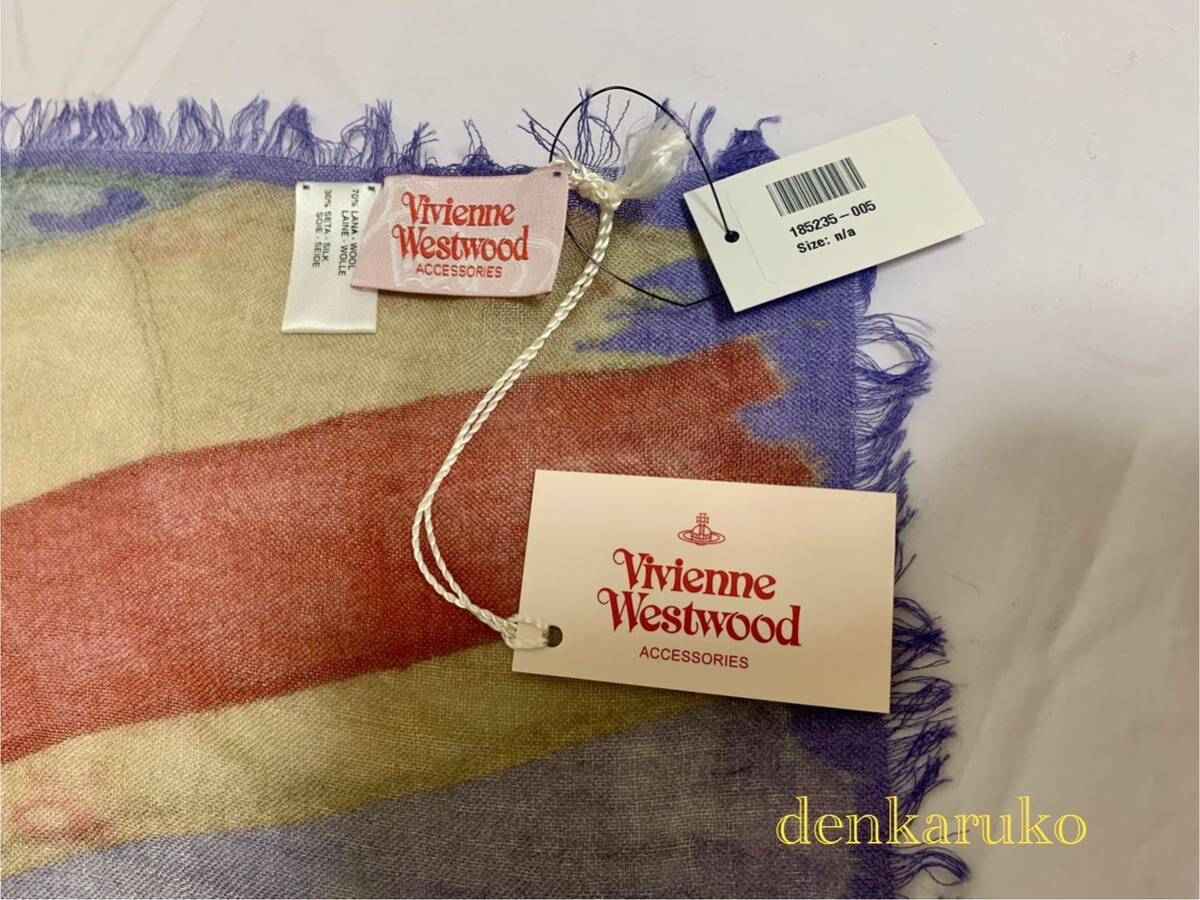 70% LANA - WOOL
LAINE - WOLLE
30% SETA - SILK
SOIE - SEIDE
Vivienne
Westwood
ACCESSORIES
185235-005
Size: n/a
Vivienne
Westwood
ACCESSORIES
denkaruko